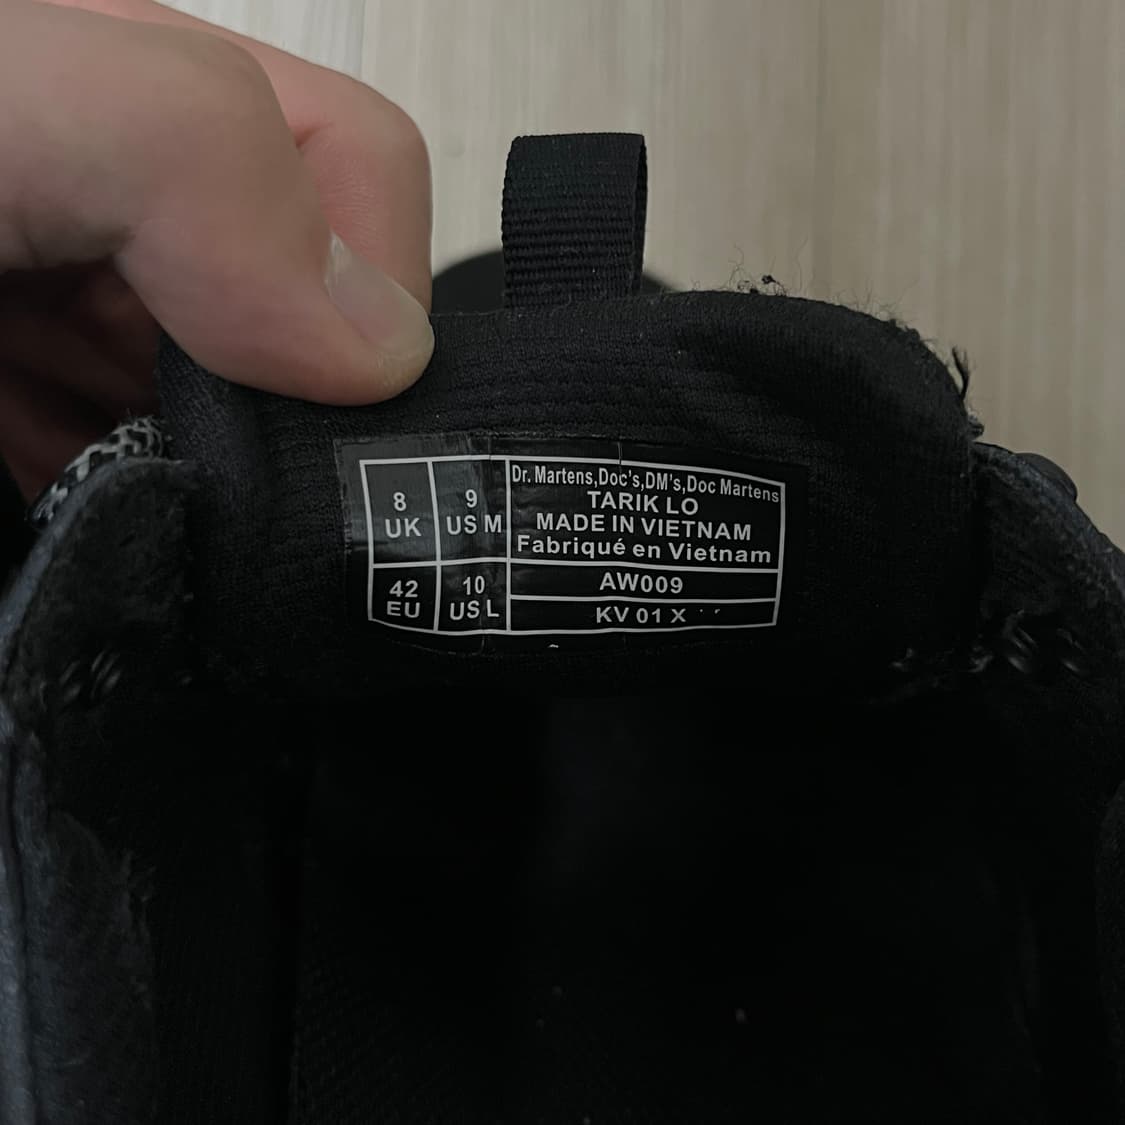 8
UK
9
US M
42
EU
10
US L
Dr. Martens,Doc's,DM's,Doc Martens
TARIK LO
MADE IN VIETNAM
Fabriqué en Vietnam
AW009
KV 01 X